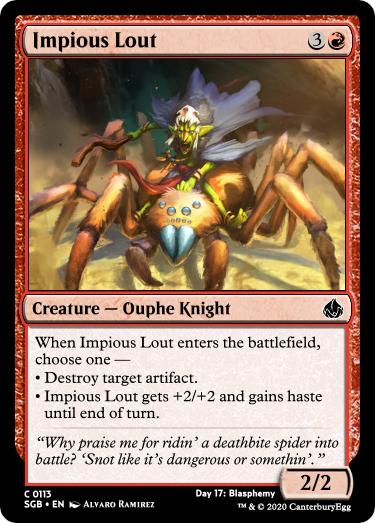 Impious Lout
3
Creature — Ouphe Knight
When Impious Lout enters the battlefield,
choose one —
• Destroy target artifact.
• Impious Lout gets +2/+2 and gains haste
until end of turn.
“Why praise me for ridin’ a deathbite spider into
battle? ‘Snot like it’s dangerous or somethin’.”
2/2
C 0113
SGB • EN Alvaro Ramirez
Day 17: Blasphemy
™ & © 2020 CanterburyEgg